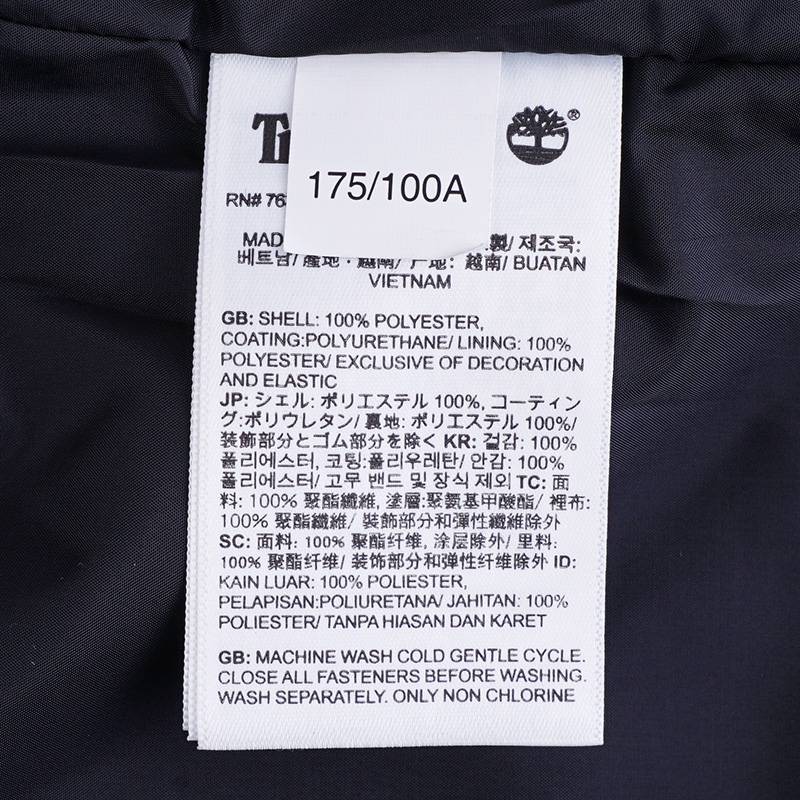 ®
175/100A
RN# 76
MAD 製/ 제조국:
베트남/ 產地: 越南/ 产地: 越南/ BUATAN
VIETNAM
GB: SHELL: 100% POLYESTER,
COATING:POLYURETHANE/ LINING: 100%
POLYESTER/ EXCLUSIVE OF DECORATION
AND ELASTIC
JP: シェル: ポリエステル 100%, コーティン
グ:ポリウレタン/ 裏地: ポリエステル 100%/
装飾部分とゴム部分を除く KR: 겉감: 100%
폴리에스터, 코팅:폴리우레탄/ 안감: 100%
폴리에스터/ 고무 밴드 및 장식 제외 TC: 面
料: 100% 聚酯纖維, 塗層:聚氨基甲酸酯/ 裡布:
100% 聚酯纖維/ 裝飾部分和彈性纖維除外
SC: 面料: 100% 聚酯纤维, 涂层除外/ 里料:
100% 聚酯纤维/ 装饰部分和弹性纤维除外 ID:
KAIN LUAR: 100% POLIESTER,
PELAPISAN:POLIURETANA/ JAHITAN: 100%
POLIESTER/ TANPA HIASAN DAN KARET
GB: MACHINE WASH COLD GENTLE CYCLE.
CLOSE ALL FASTENERS BEFORE WASHING.
WASH SEPARATELY. ONLY NON CHLORINE